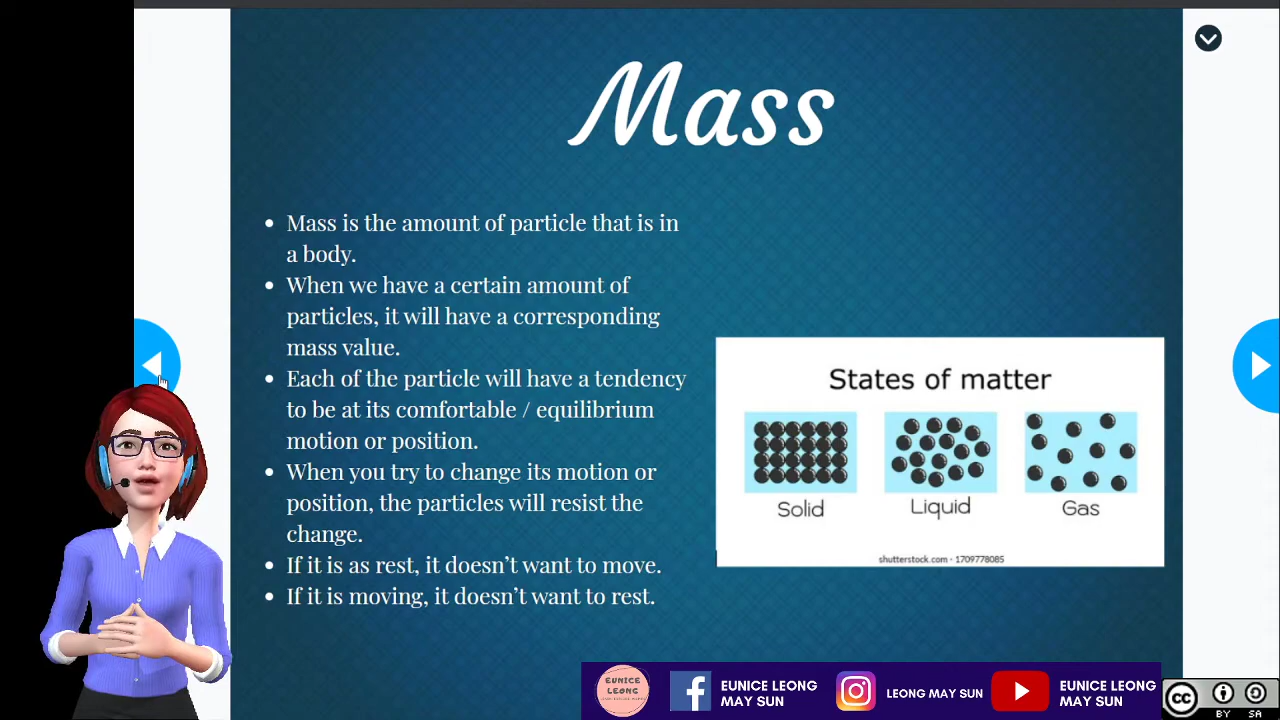 Mass
• Mass is the amount of particle that is in
a body.
• When we have a certain amount of
particles, it will have a corresponding
mass value.
• Each of the particle will have a tendency
to be at its comfortable / equilibrium
motion or position.
• When you try to change its motion or
position, the particles will resist the
change.
• If it is as rest, it doesn’t want to move.
• If it is moving, it doesn’t want to rest.
States of matter
Solid
Liquid
Gas
shutterstock.com · 1709778085
EUNICE
LEONG
EUNICE LEONG
MAY SUN
LEONG MAY SUN
EUNICE LEONG
MAY SUN
cc
BY SA